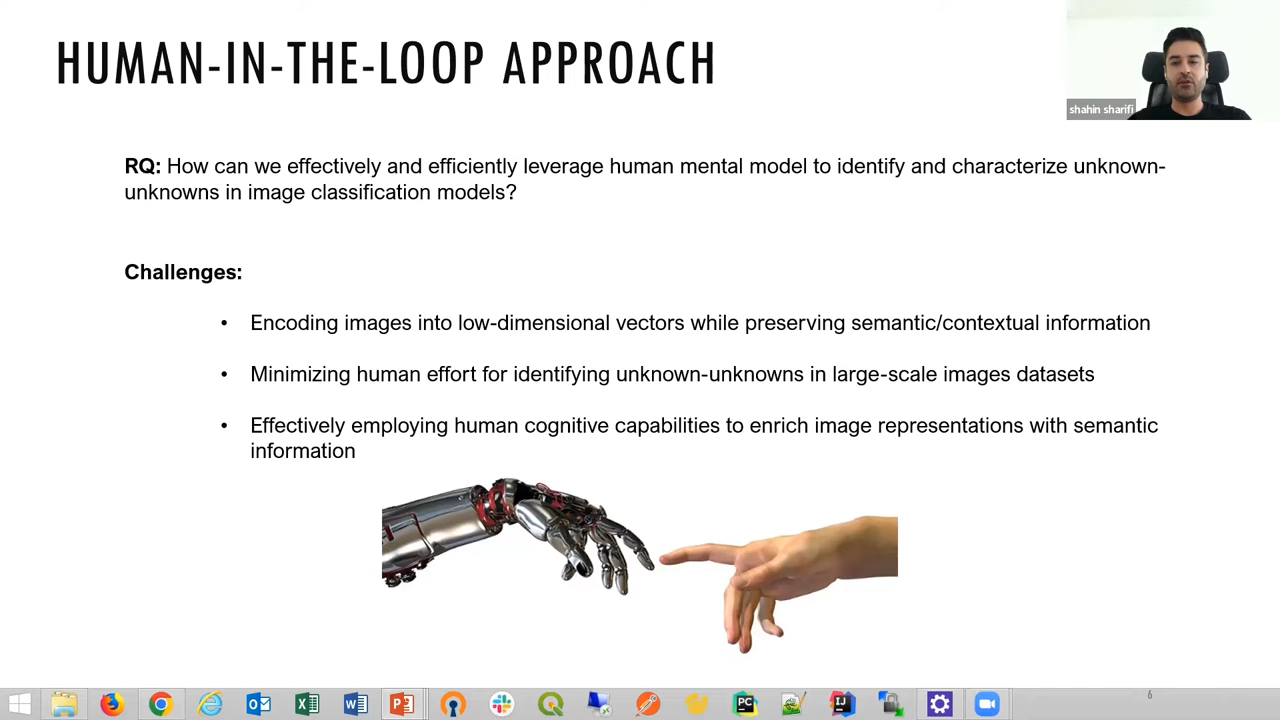 HUMAN-IN-THE-LOOP APPROACH
shahin sharifi
RQ: How can we effectively and efficiently leverage human mental model to identify and characterize unknown-
unknowns in image classification models?
Challenges:
• Encoding images into low-dimensional vectors while preserving semantic/contextual information
• Minimizing human effort for identifying unknown-unknowns in large-scale images datasets
• Effectively employing human cognitive capabilities to enrich image representations with semantic
information
6